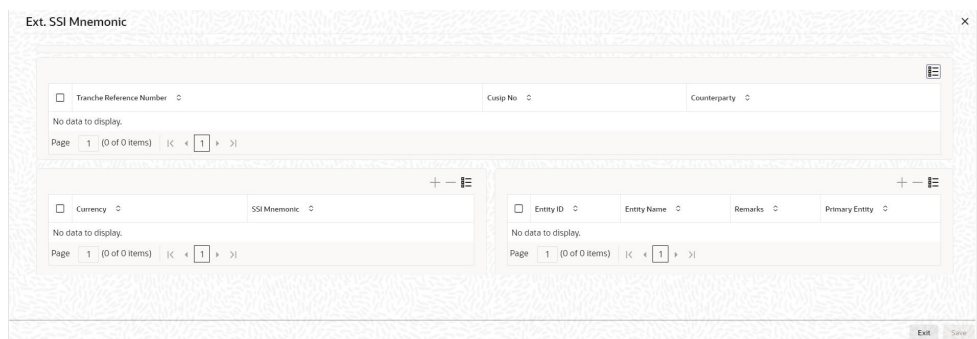 Ext. SSI Mnemonic
Tranche Reference Number Cusip No Counterparty
No data to display.
Page 1 (0 of 0 items) 1
Currency SSI Mnemonic
No data to display.
Page 1 (0 of 0 items) 1
Entity ID Entity Name Remarks Primary Entity
No data to display.
Page 1 (0 of 0 items) 1
Exit Save